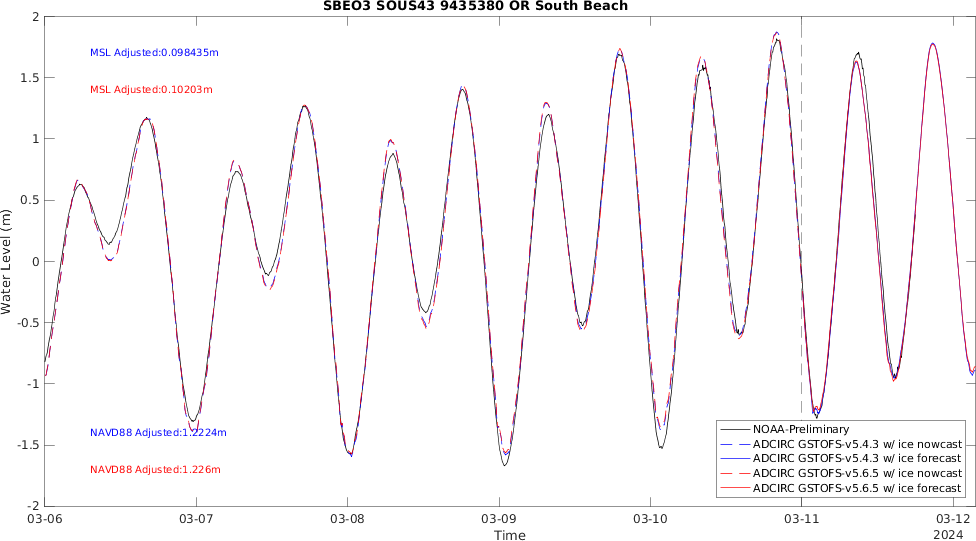 SBEO3 SOUS43 9435380 OR South Beach
2
1.5
1
0.5
0
-0.5
-1
-1.5
-2
Water Level (m)
MSL Adjusted:0.098435m
MSL Adjusted:0.10203m
NAVD88 Adjusted:1.2224m
NAVD88 Adjusted:1.226m
NOAA-Preliminary
ADCIRC GSTOFS-v5.4.3 w/ ice nowcast
ADCIRC GSTOFS-v5.4.3 w/ ice forecast
ADCIRC GSTOFS-v5.6.5 w/ ice nowcast
ADCIRC GSTOFS-v5.6.5 w/ ice forecast
03-06 03-07 03-08 03-09 03-10 03-11 03-12
2024
Time